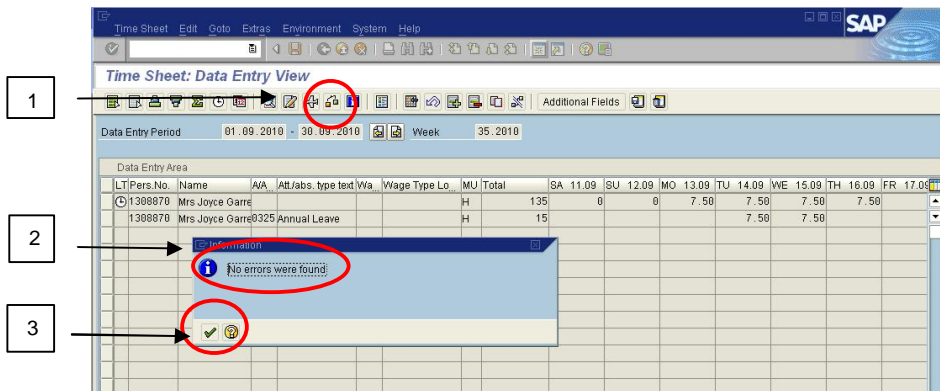 Time Sheet Edit Goto Extras Environment System Help
SAP
Time Sheet: Data Entry View
1
Additional Fields
Data Entry Period 01.09.2010 - 30.09.2010 Week 35.2010
Data Entry Area
LT Pers.No. Name A/A... Att./abs. type text Wa... Wage Type Lo... MU Total SA 11.09 SU 12.09 MO 13.09 TU 14.09 WE 15.09 TH 16.09 FR 17.09
1308870 Mrs Joyce Garre H 135 0 0 7.50 7.50 7.50 7.50
1308870 Mrs Joyce Garre 0325 Annual Leave H 15 7.50 7.50
2
Information
No errors were found
3